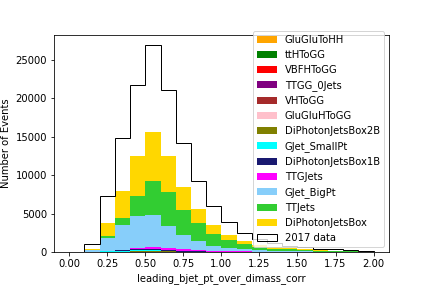 GluGluToHH
ttHToGG
VBFHToGG
TTGG_0Jets
VHToGG
GluGluHToGG
DiPhotonJetsBox2B
GJet_SmallPt
DiPhotonJetsBox1B
TTGJets
GJet_BigPt
TTJets
DiPhotonJetsBox
2017 data
Number of Events
25000
20000
15000
10000
5000
0
0.00 0.25 0.50 0.75 1.00 1.25 1.50 1.75 2.00
leading_bjet_pt_over_dimass_corr